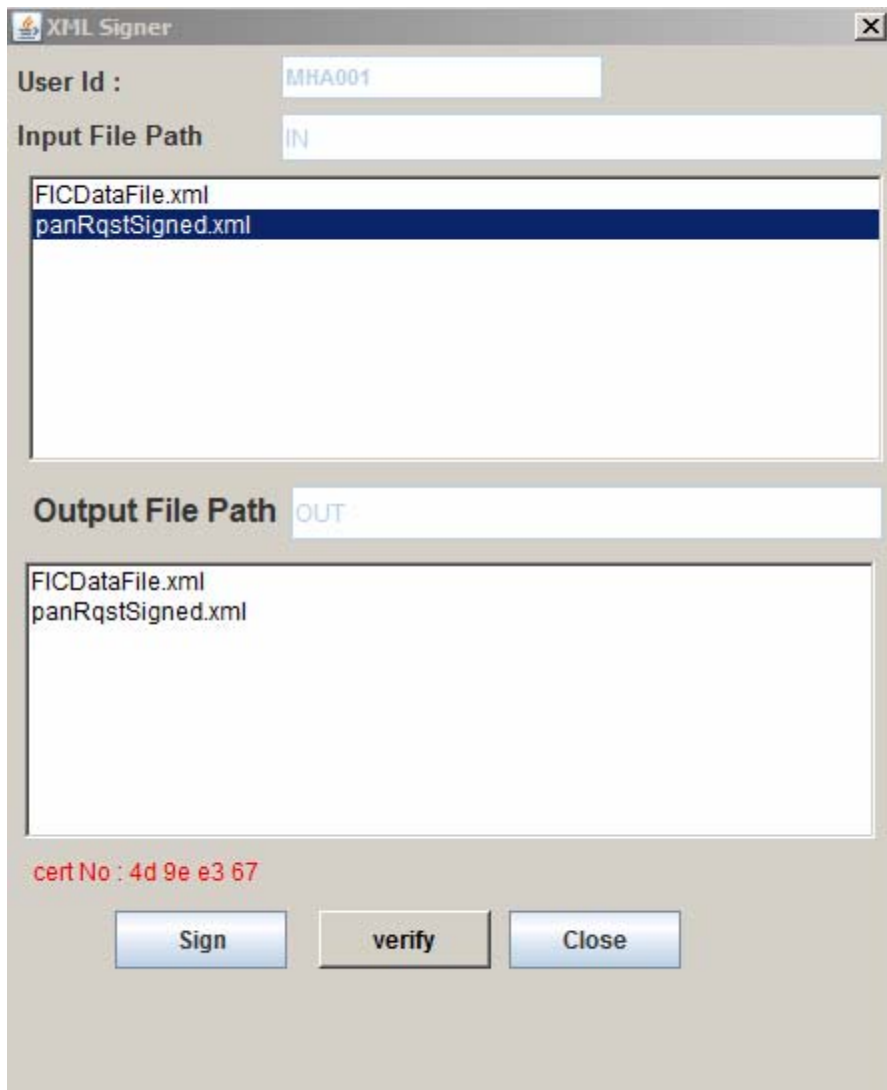 XML Signer
User Id : MHA001
Input File Path IN
FICDataFile.xml
panRqstSigned.xml
Output File Path OUT
FICDataFile.xml
panRqstSigned.xml
cert No : 4d 9e e3 67
Sign verify Close